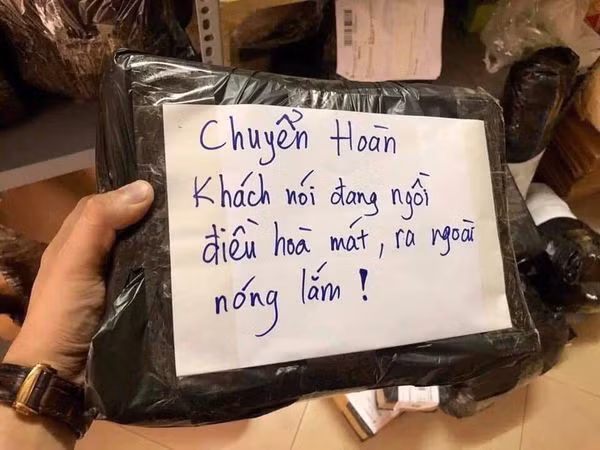 Chuyển Hoàn
Khách nói đang ngồi
điều hoà mát, ra ngoài
nóng lắm !